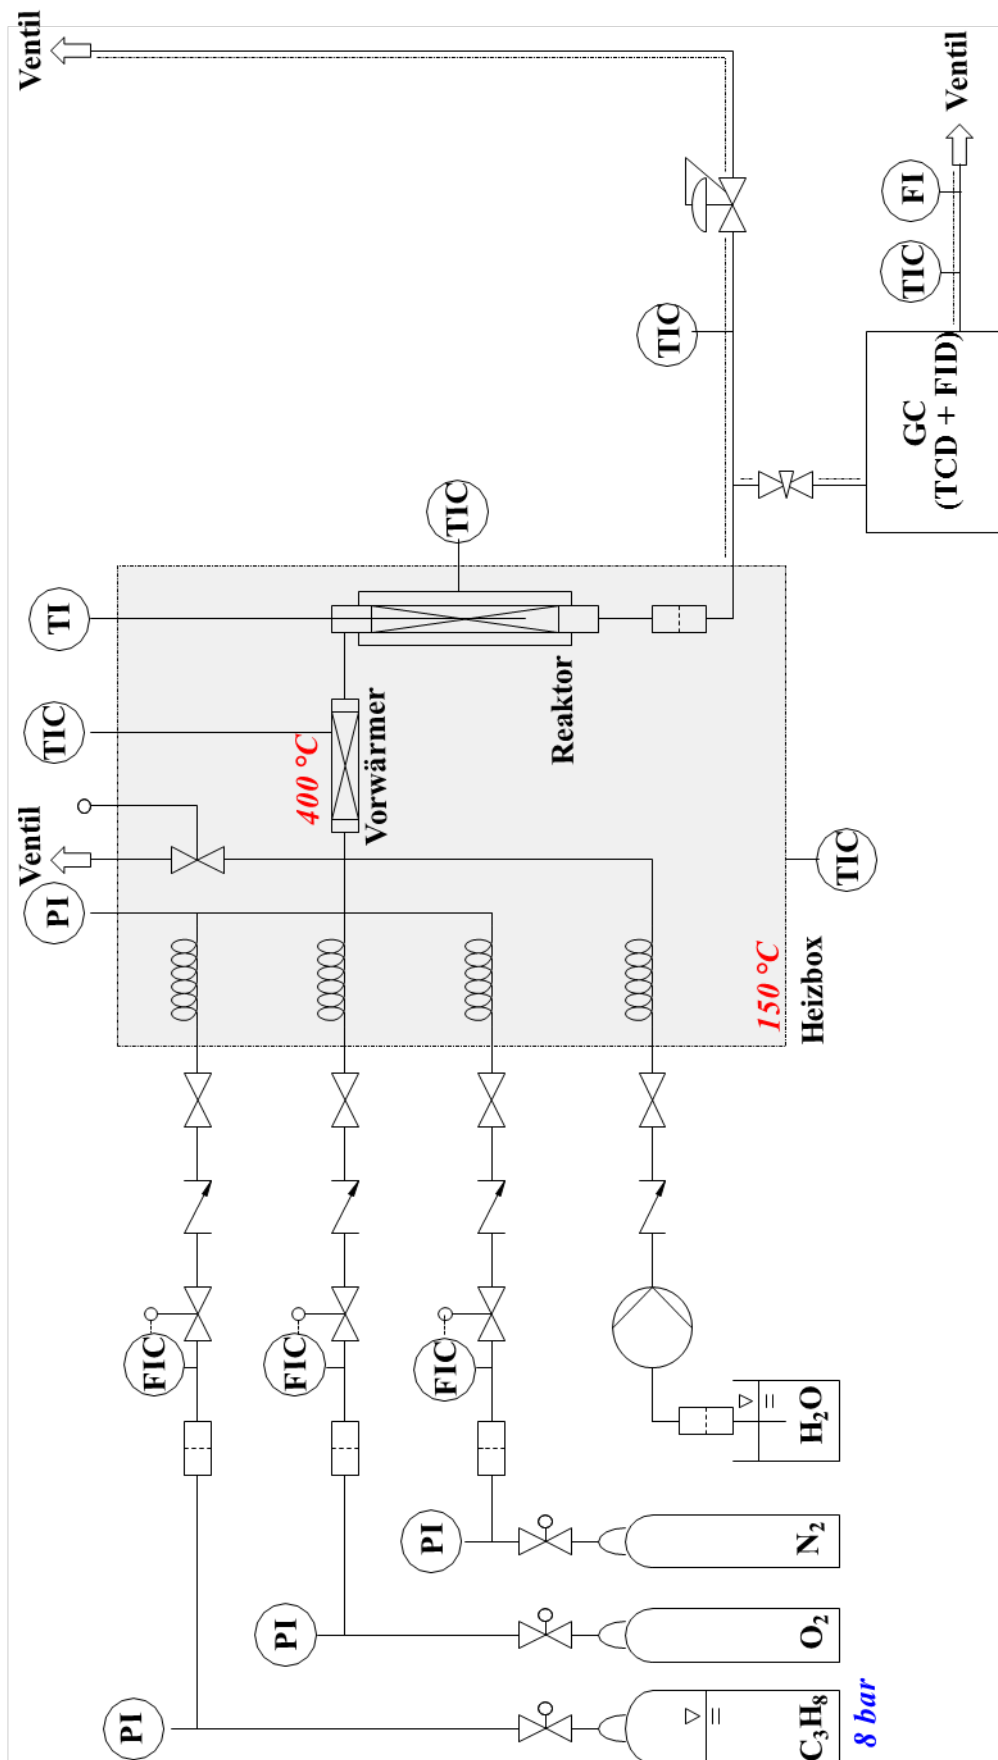 Ventil
Ventil
PI
TIC
TI
PI
FIC
PI
FIC
400 °C
Vorwärmer
PI
FIC
TIC
Reaktor
TIC
150 °C
Heizbox
C₃H₈
O₂
N₂
H₂O
TIC
8 bar
GC
(TCD + FID)
TIC
FI
Ventil